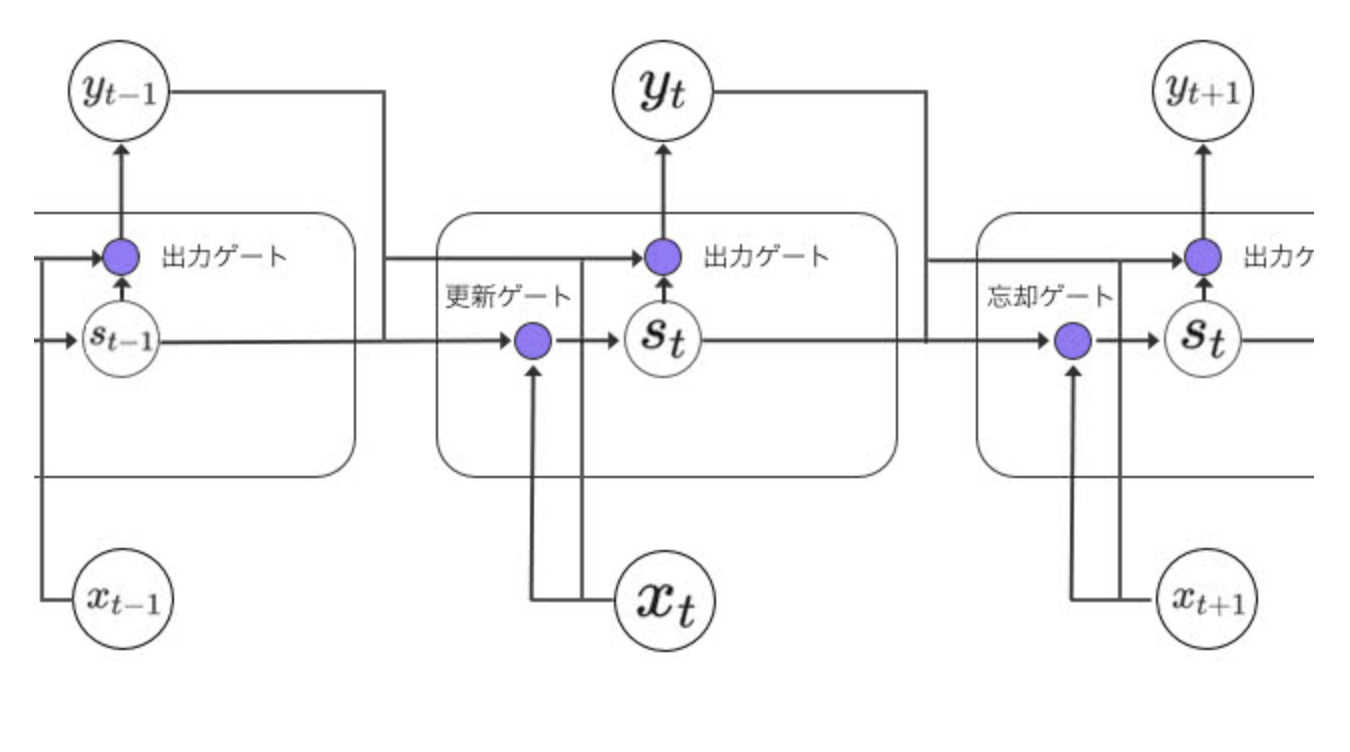 y_{t-1}
y_t
y_{t+1}
出力ゲート
出力ゲート
出力ゲ
更新ゲート
忘却ゲート
s_{t-1}
s_t
s_t
x_{t-1}
x_t
x_{t+1}